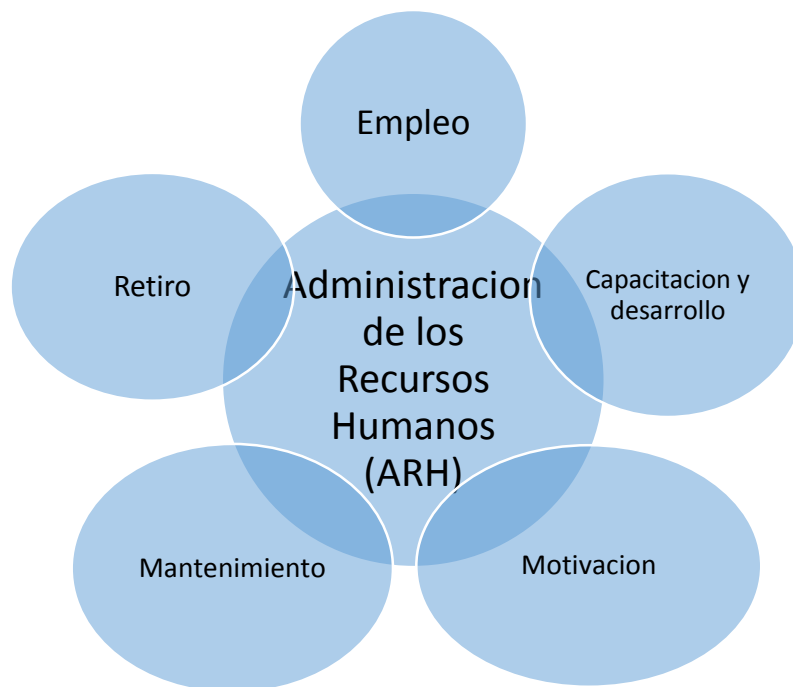 Empleo
Retiro
Administracion
de los
Recursos
Humanos
(ARH)
Capacitacion y
desarrollo
Mantenimiento
Motivacion